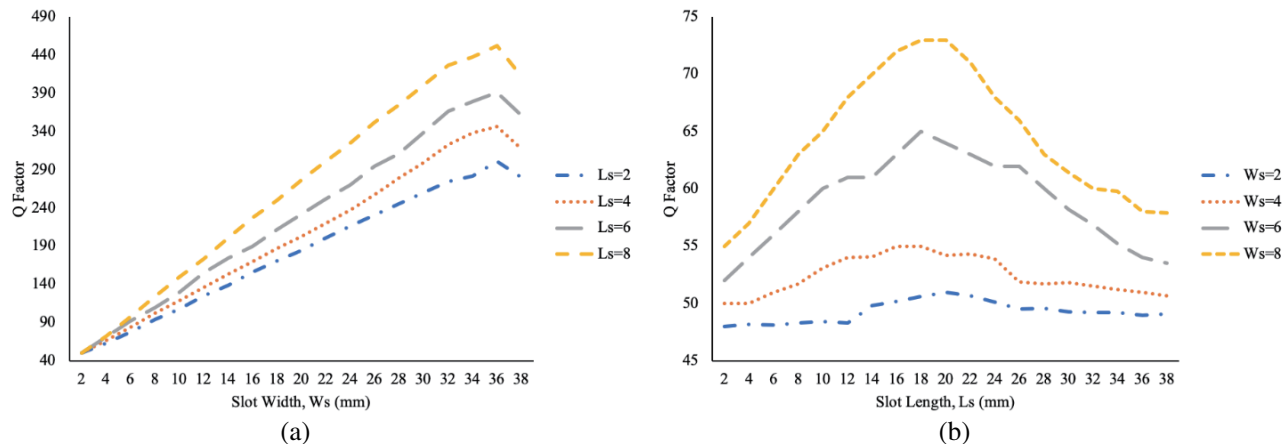 490
440
390
340
290
240
190
140
90
40
Q Factor
2 4 6 8 10 12 14 16 18 20 22 24 26 28 30 32 34 36 38
Slot Width, Ws (mm)
Ls=2
Ls=4
Ls=6
Ls=8
(a)
75
70
65
60
55
50
45
Q Factor
2 4 6 8 10 12 14 16 18 20 22 24 26 28 30 32 34 36 38
Slot Length, Ls (mm)
Ws=2
Ws=4
Ws=6
Ws=8
(b)